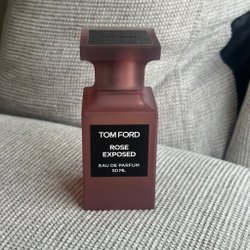 TOM FORD
ROSE
EXPOSED
EAU DE PARFUM
50 ML